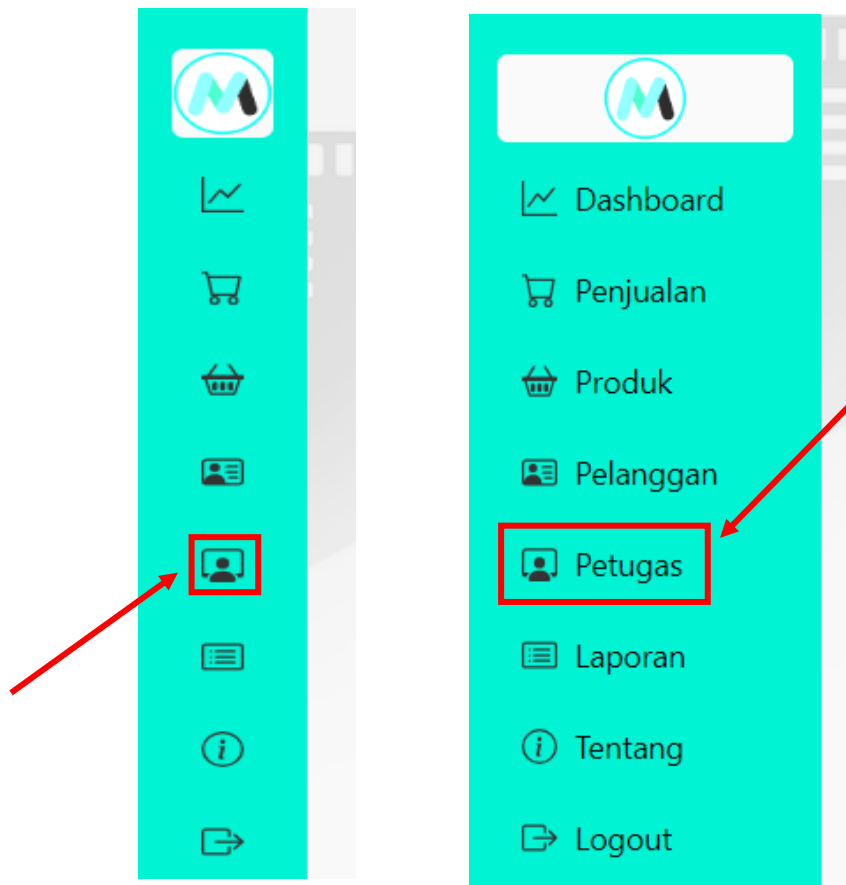 Dashboard
Penjualan
Produk
Pelanggan
Petugas
Laporan
Tentang
Logout